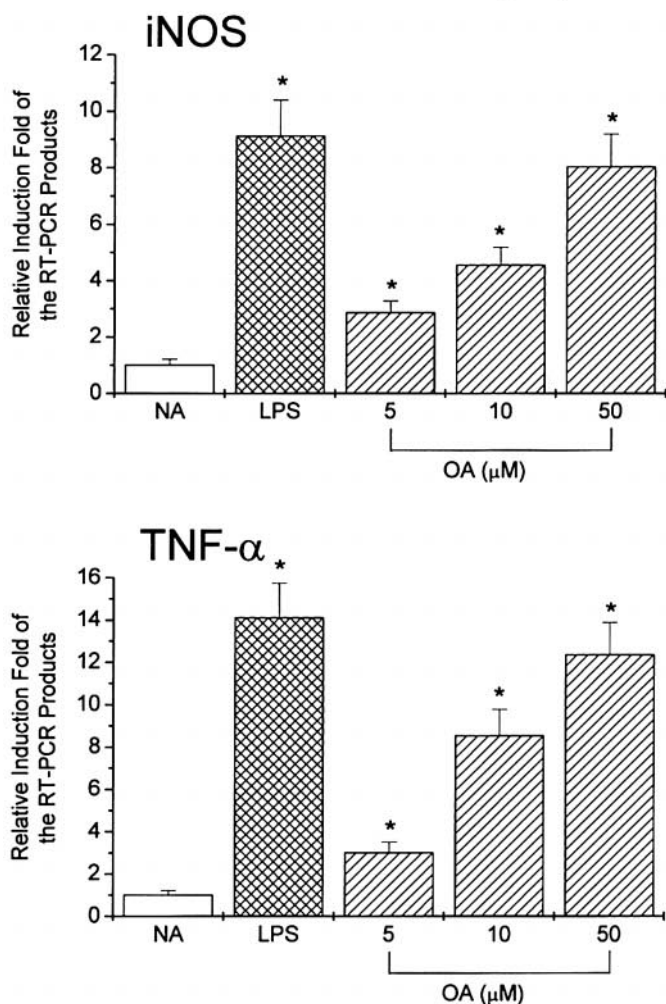 iNOS
Relative Induction Fold of
the RT-PCR Products
12
10
8
6
4
2
0
*
*
*
*
NA
LPS
5
10
50
OA (μM)
TNF-α
Relative Induction Fold of
the RT-PCR Products
16
14
12
10
8
6
4
2
0
*
*
*
*
NA
LPS
5
10
50
OA (μM)